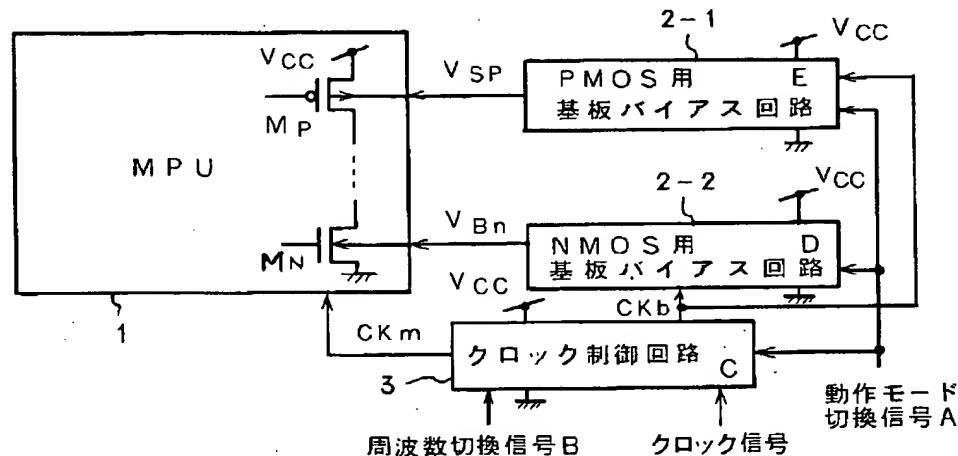 2-1
VCC
VCC
VSP
PMOS用 E
基板バイアス回路
MP
MPU
2-2
VCC
VBn
NMOS用 D
基板バイアス回路
MN
VCC
CKb
1
CKm
クロック制御回路 C
3
動作モード
切換信号A
周波数切換信号B
クロック信号